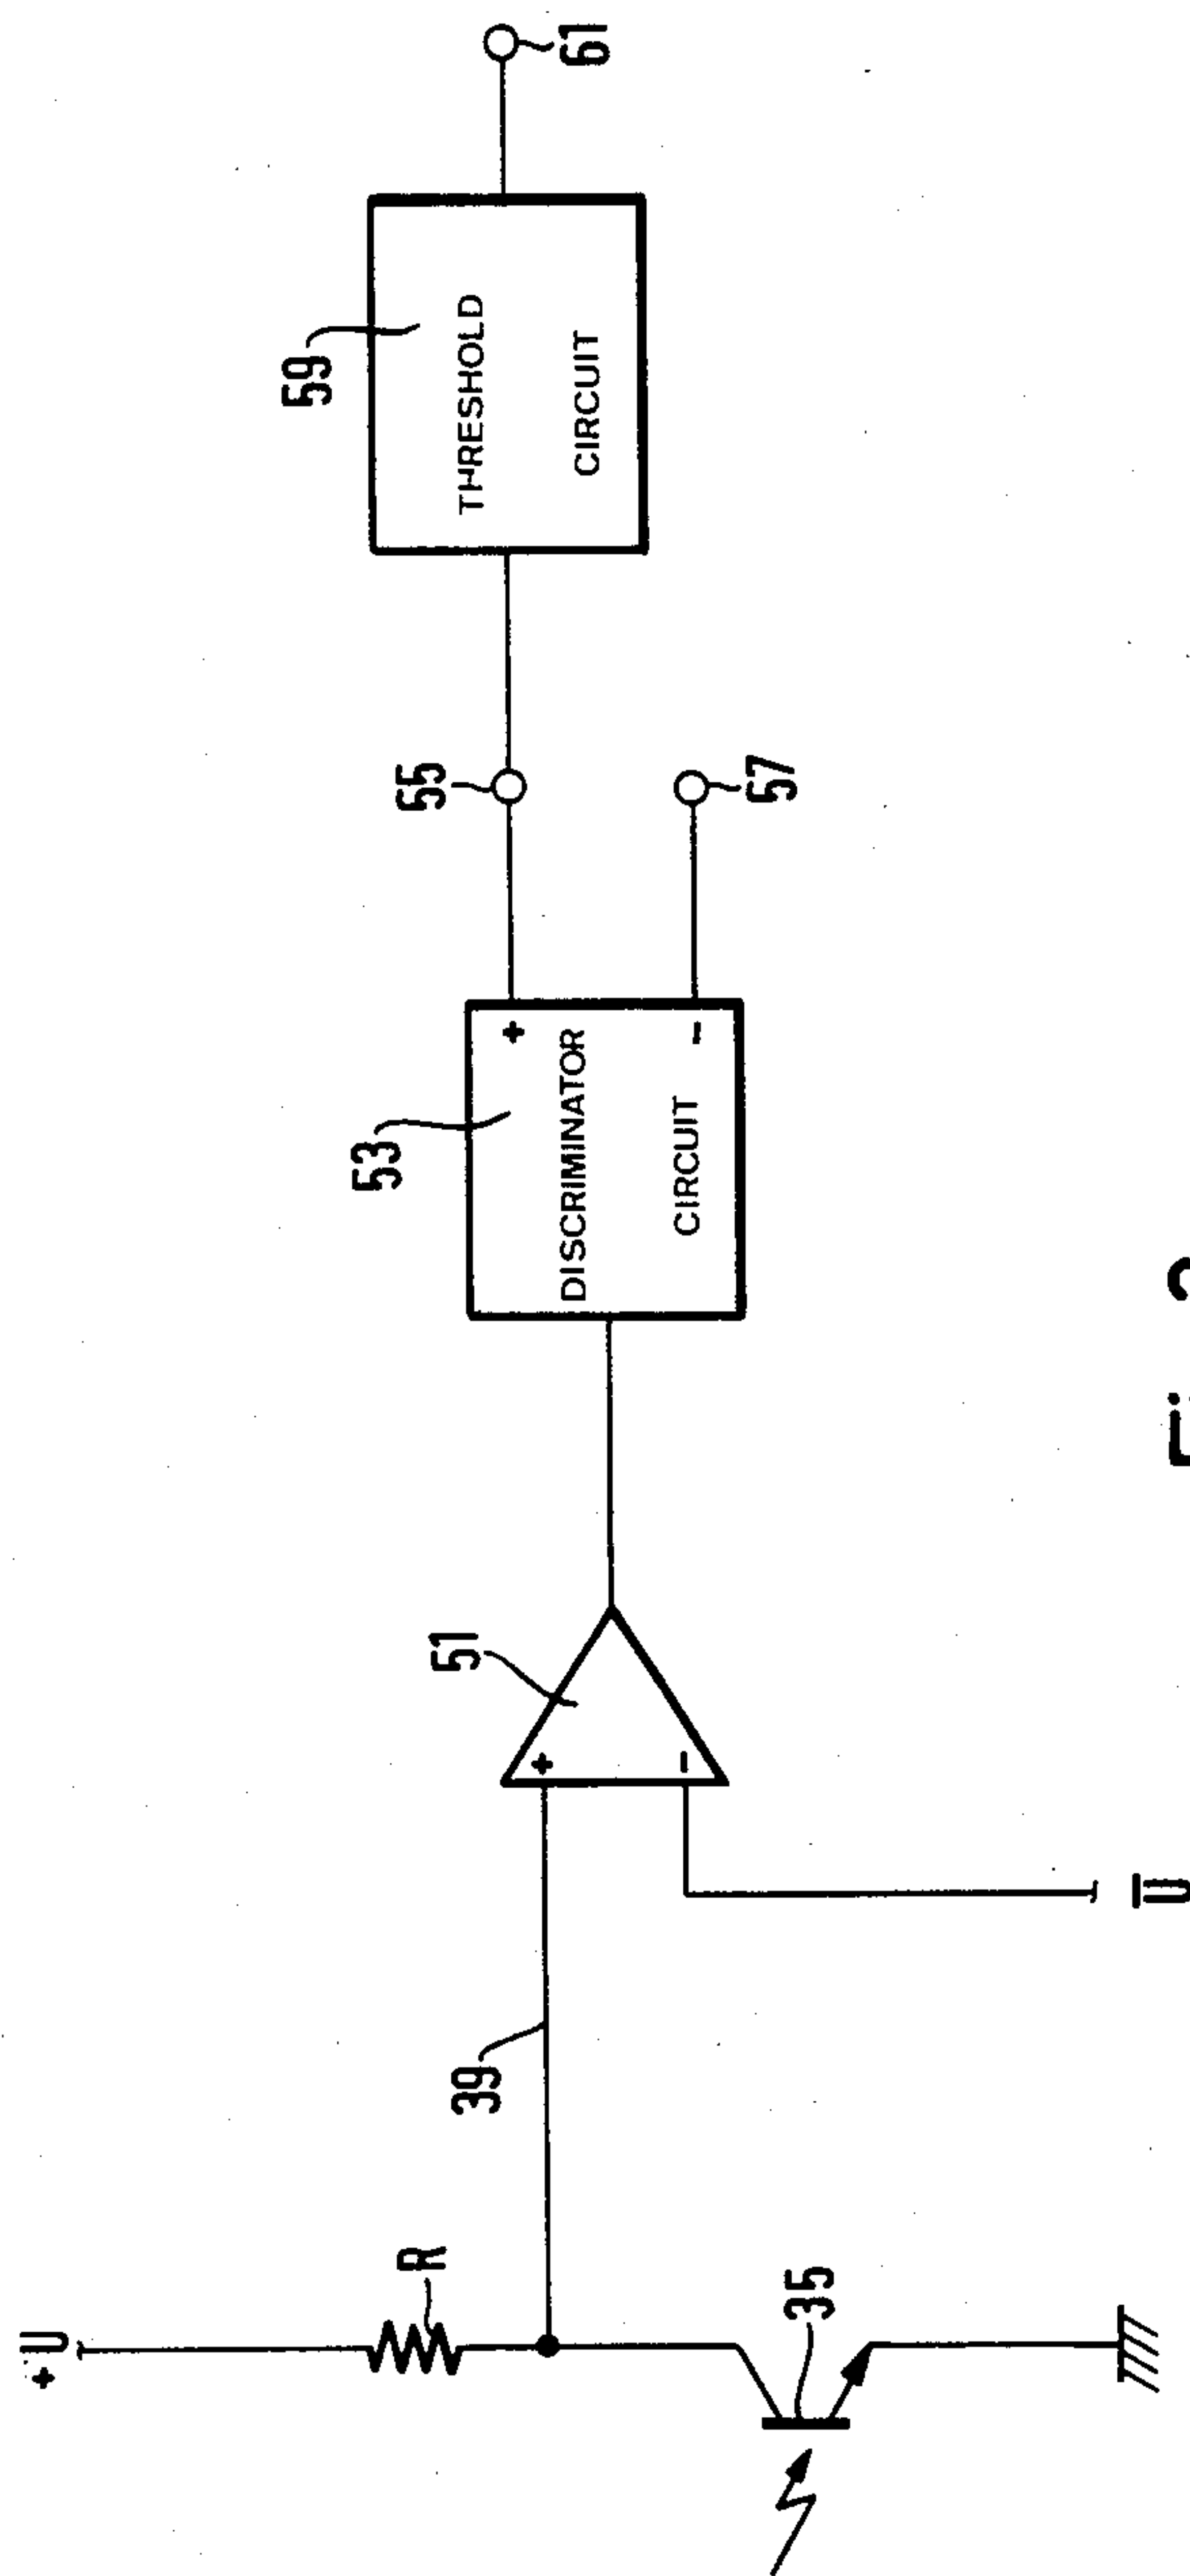 +U
R
35
39
U̅
51
+
−
53
DISCRIMINATOR
CIRCUIT
+
−
55
57
59
THRESHOLD
CIRCUIT
61